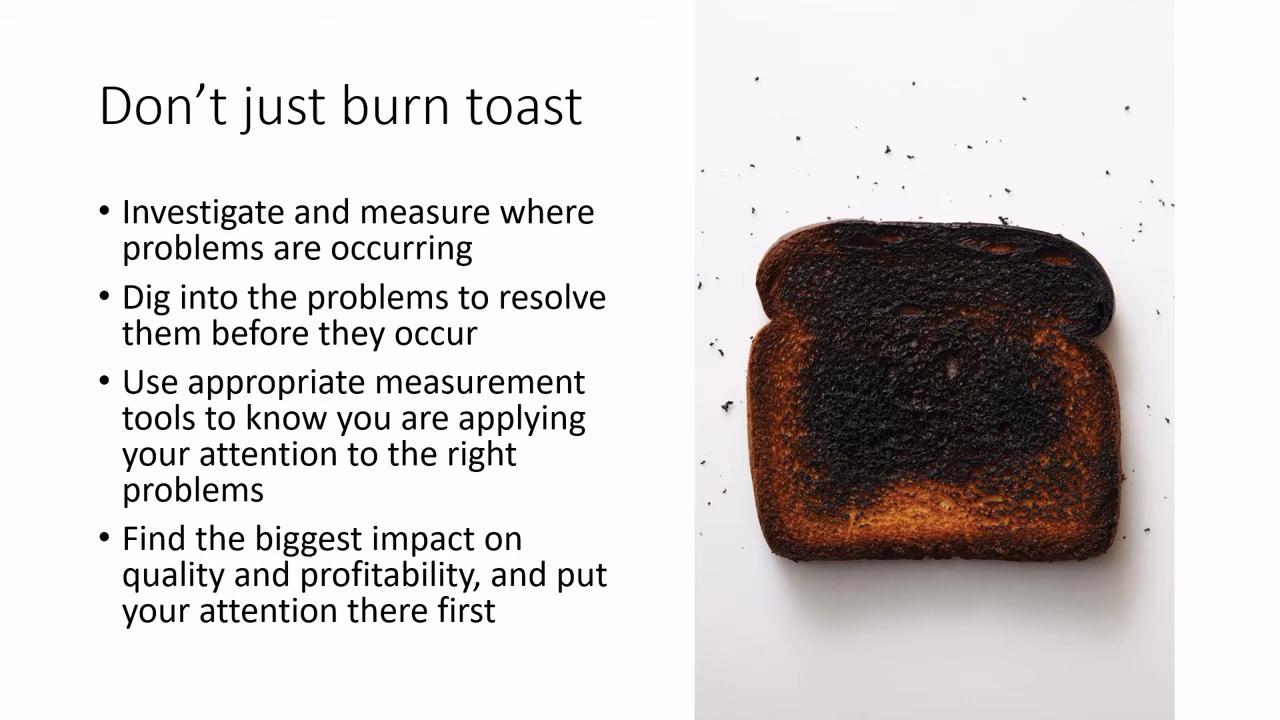 Don’t just burn toast
• Investigate and measure where
problems are occurring
• Dig into the problems to resolve
them before they occur
• Use appropriate measurement
tools to know you are applying
your attention to the right
problems
• Find the biggest impact on
quality and profitability, and put
your attention there first